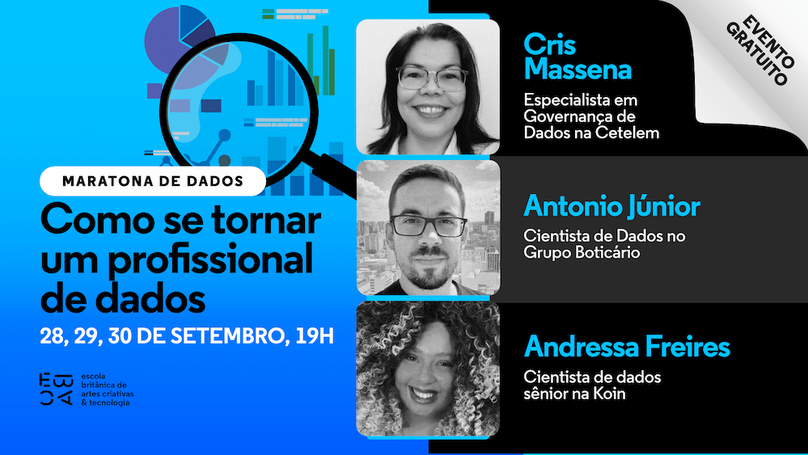 MARATONA DE DADOS
Como se tornar
um profissional
de dados
28, 29, 30 DE SETEMBRO, 19H
EBAC
escola
britânica de
artes criativas
& tecnologia
Cris
Massena
Especialista em
Governança de
Dados na Cetelem
Antonio Júnior
Cientista de Dados no
Grupo Boticário
Andressa Freires
Cientista de dados
sênior na Koin
EVENTO
GRATUITO